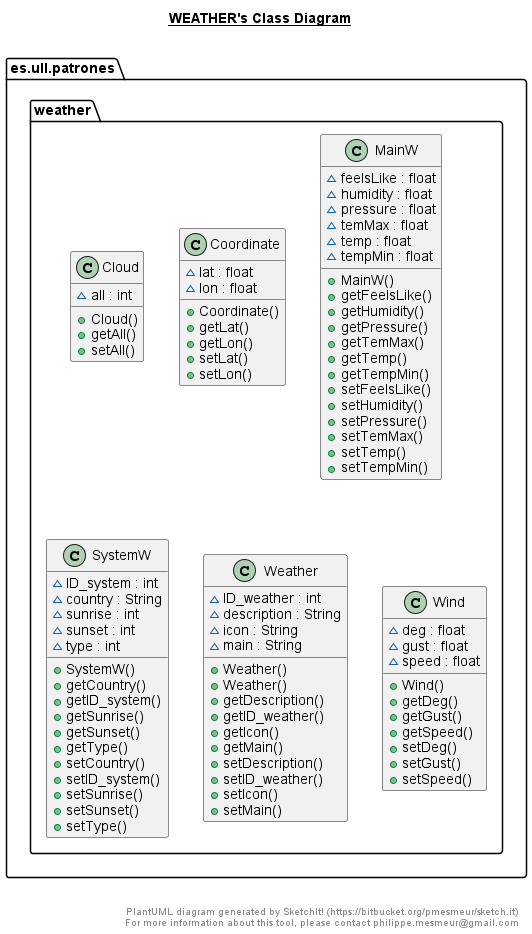 WEATHER's Class Diagram
es.ull.patrones
weather
C MainW
feelsLike : float
humidity : float
pressure : float
temMax : float
temp : float
tempMin : float
MainW()
getFeelsLike()
getHumidity()
getPressure()
getTemMax()
getTemp()
getTempMin()
setFeelsLike()
setHumidity()
setPressure()
setTemMax()
setTemp()
setTempMin()
C Coordinate
lat : float
lon : float
Coordinate()
getLat()
getLon()
setLat()
setLon()
C Cloud
all : int
Cloud()
getAll()
setAll()
C SystemW
ID_system : int
country : String
sunrise : int
sunset : int
type : int
SystemW()
getCountry()
getID_system()
getSunrise()
getSunset()
getType()
setCountry()
setID_system()
setSunrise()
setSunset()
setType()
C Weather
ID_weather : int
description : String
icon : String
main : String
Weather()
Weather()
getDescription()
getID_weather()
getIcon()
getMain()
setDescription()
setID_weather()
setIcon()
setMain()
C Wind
deg : float
gust : float
speed : float
Wind()
getDeg()
getGust()
getSpeed()
setDeg()
setGust()
setSpeed()
PlantUML diagram generated by SketchIt! (https://bitbucket.org/pmesmeur/sketch.it)
For more information about this tool, please contact philippe.mesmeur@gmail.com